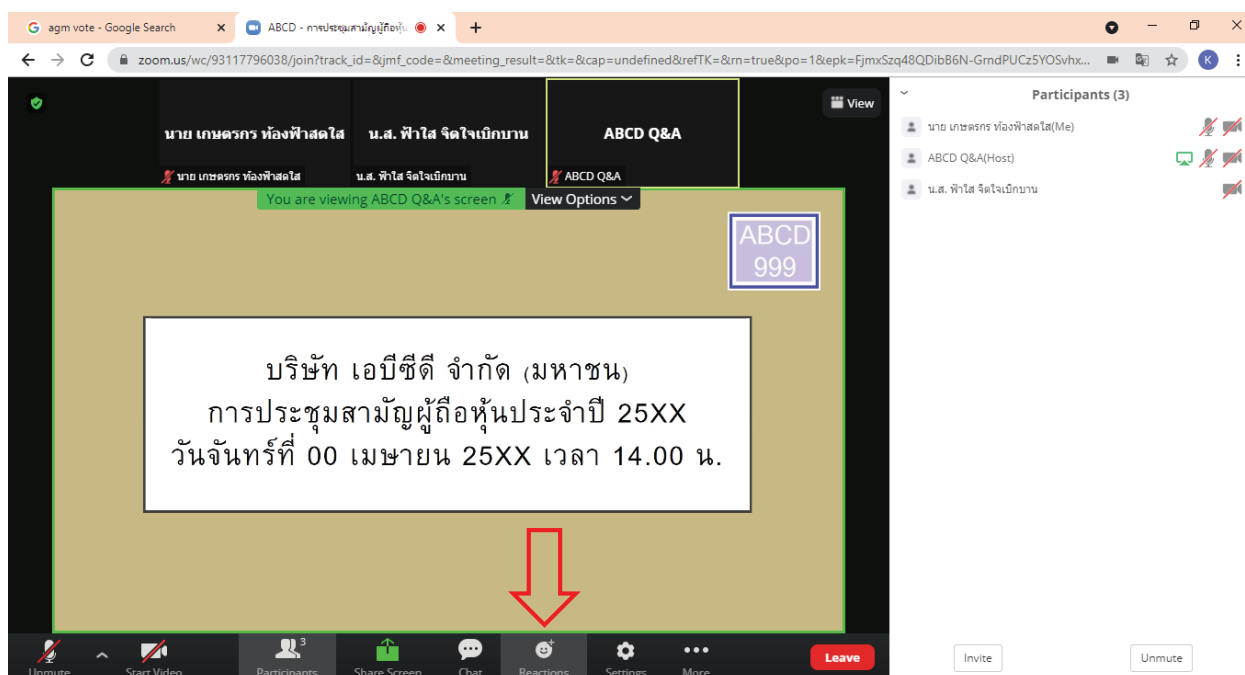 agm vote - Google Search
ABCD - การประชุมสามัญผู้ถือหุ้น
zoom.us/wc/93117796038/join?track_id=&jmf_code=&meeting_result=&tk=&cap=undefined&refTK=&rn=true&po=1&epk=FjmxSzq48QDibB6N-GrndPUCz5YOSvhx...
K
นาย เกษตรกร ท้องฟ้าสดใส
น.ส. ฟ้าใส จิตใจเบิกบาน
ABCD Q&A
View
นาย เกษตรกร ท้องฟ้าสดใส
น.ส. ฟ้าใส จิตใจเบิกบาน
ABCD Q&A
You are viewing ABCD Q&A's screen
View Options
ABCD
999
บริษัท เอบีซีดี จำกัด (มหาชน)
การประชุมสามัญผู้ถือหุ้นประจำปี 25XX
วันจันทร์ที่ 00 เมษายน 25XX เวลา 14.00 น.
Unmute
Start Video
Participants
3
Share Screen
Chat
Reactions
Settings
More
Leave
Participants (3)
นาย เกษตรกร ท้องฟ้าสดใส(Me)
ABCD Q&A(Host)
น.ส. ฟ้าใส จิตใจเบิกบาน
Invite
Unmute